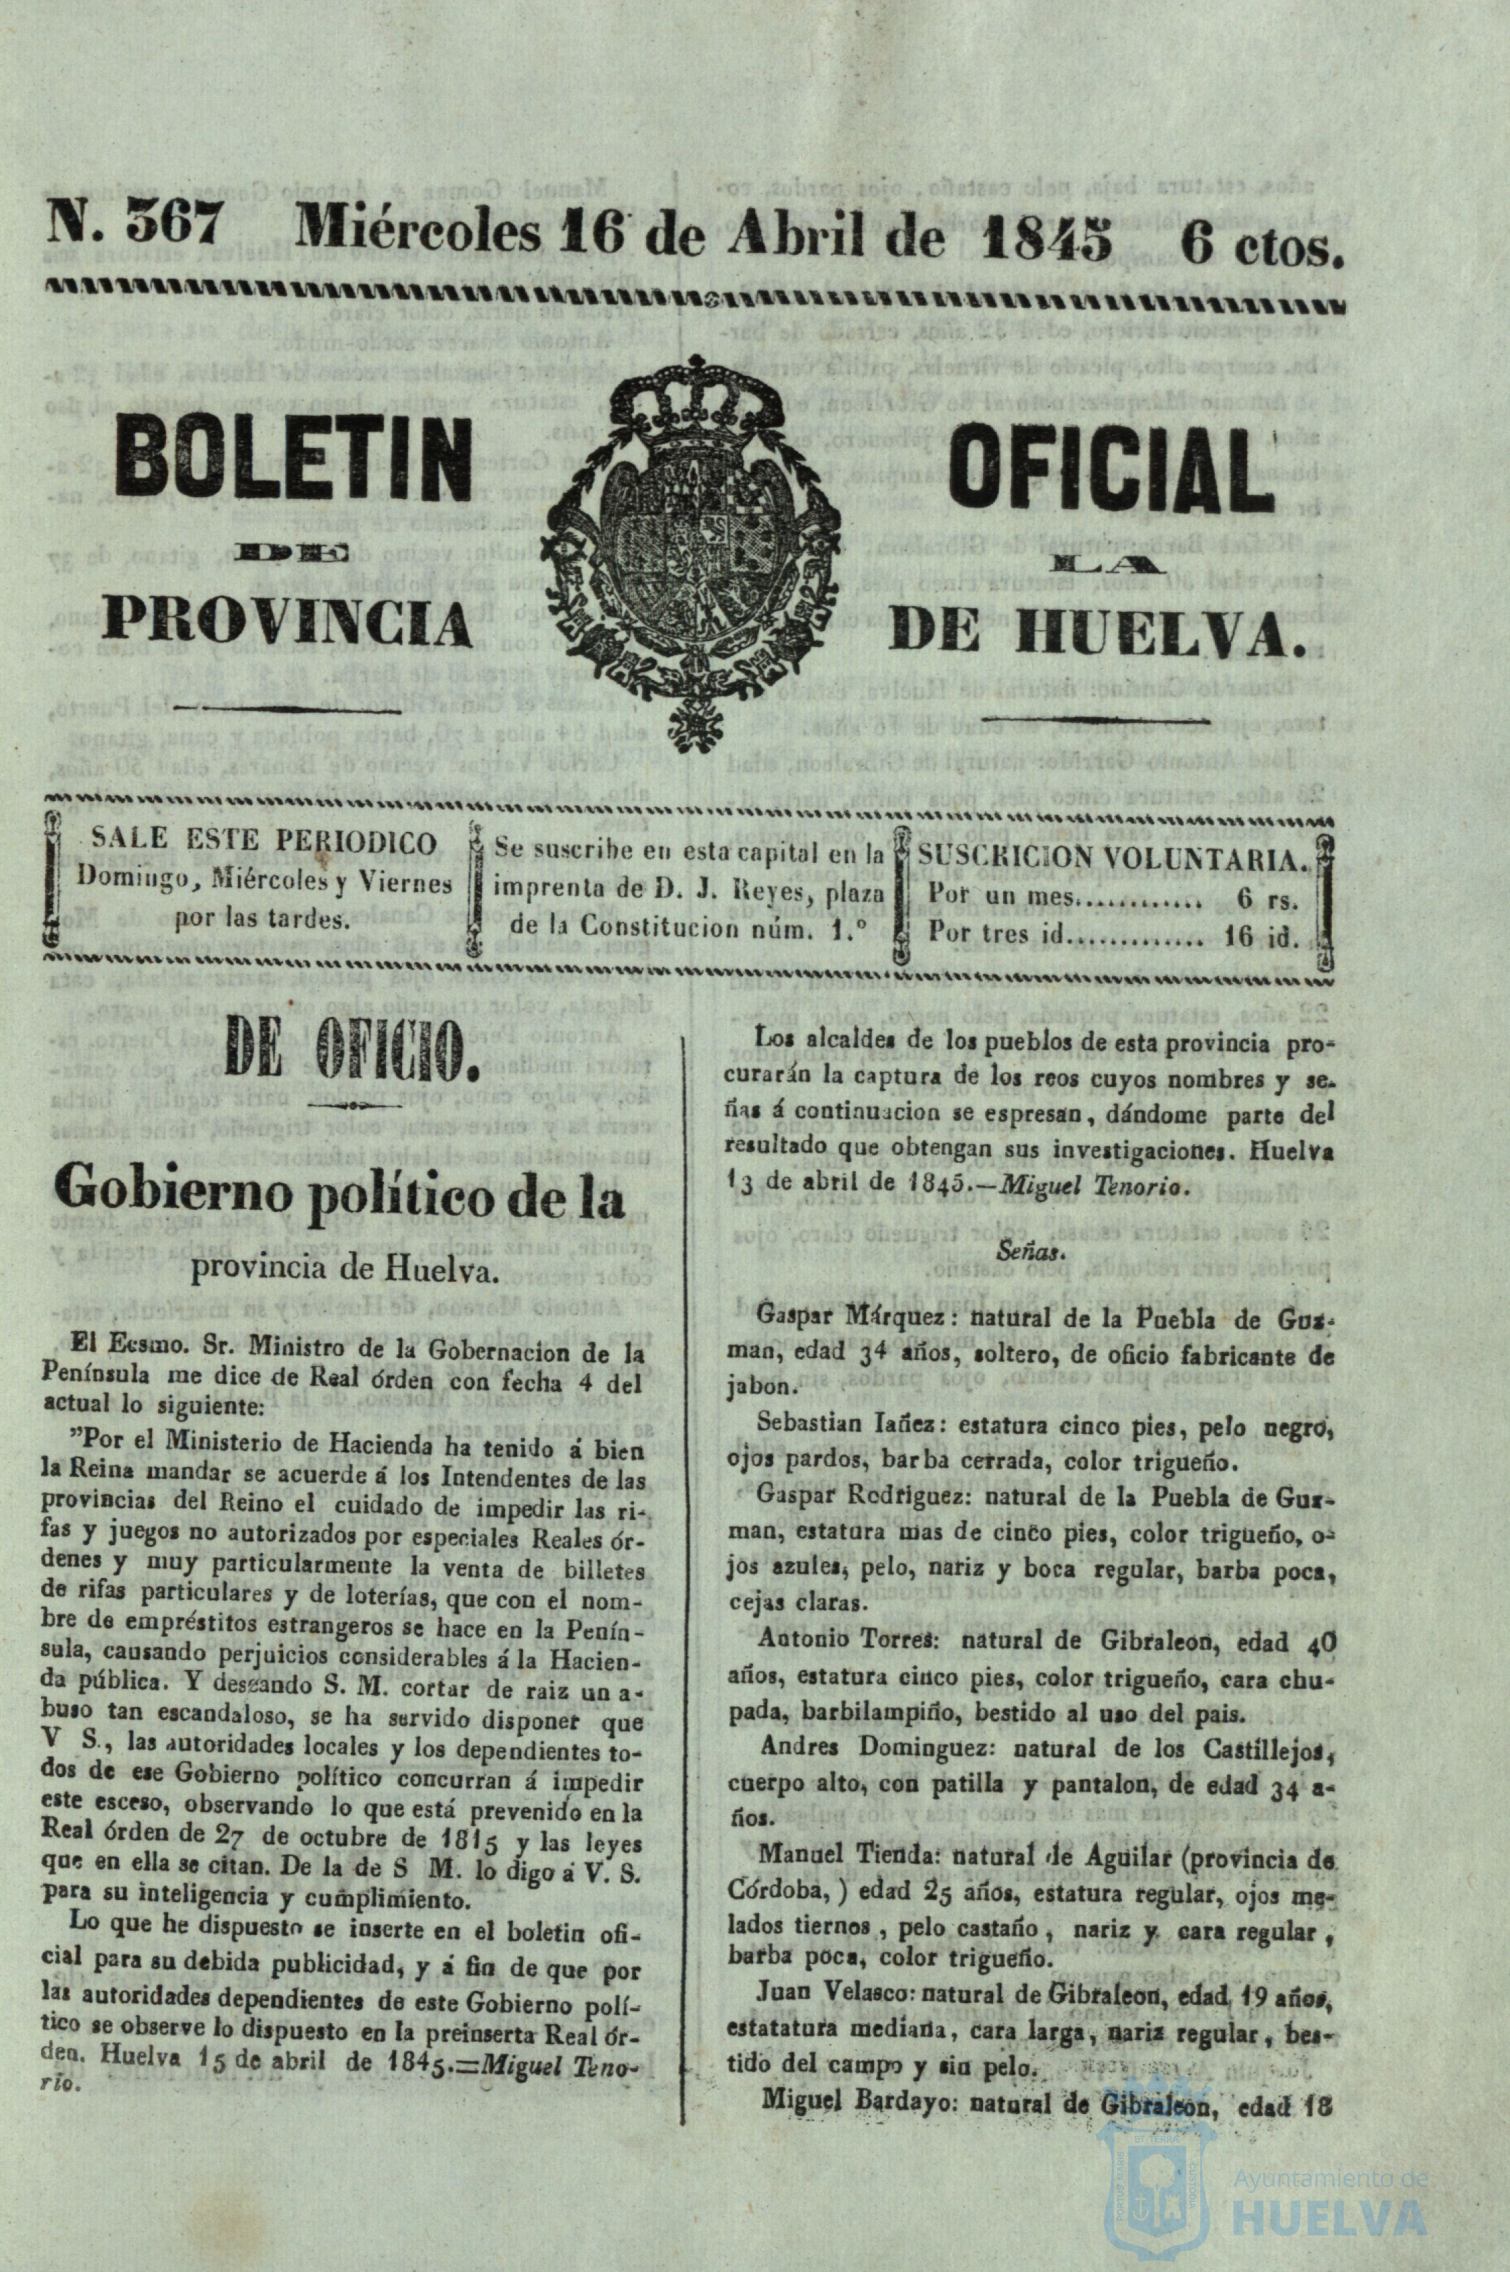 N. 367 Miércoles 16 de Abril de 1845 6 ctos.
BOLETIN OFICIAL
DE LA
PROVINCIA DE HUELVA.
SALE ESTE PERIODICO
Domingo, Miércoles y Viernes
por las tardes.
Se suscribe en esta capital en la
imprenta de D. J. Reyes, plaza
de la Constitucion núm. 1.º
SUSCRICION VOLUNTARIA.
Por un mes............ 6 rs.
Por tres id............. 16 id.
DE OFICIO.
Gobierno político de la
provincia de Huelva.
El Ecsmo. Sr. Ministro de la Gobernacion de la
Península me dice de Real órden con fecha 4 del
actual lo siguiente:
"Por el Ministerio de Hacienda ha tenido á bien
la Reina mandar se acuerde á los Intendentes de las
provincias del Reino el cuidado de impedir las ri-
fas y juegos no autorizados por especiales Reales ór-
denes y muy particularmente la venta de billetes
de rifas particulares y de loterías, que con el nom-
bre de empréstitos estrangeros se hace en la Penín-
sula, causando perjuicios considerables á la Hacien-
da pública. Y deseando S. M. cortar de raiz un a-
buso tan escandaloso, se ha servido disponer que
V S., las autoridades locales y los dependientes to-
dos de ese Gobierno político concurran á impedir
este esceso, observando lo que está prevenido en la
Real órden de 27 de octubre de 1815 y las leyes
que en ella se citan. De la de S M. lo digo á V. S.
para su inteligencia y cumplimiento.
Lo que he dispuesto se inserte en el boletin ofi-
cial para su debida publicidad, y á fin de que por
las autoridades dependientes de este Gobierno polí-
tico se observe lo dispuesto en la preinserta Real ór-
den. Huelva 15 de abril de 1845.=Miguel Teno-
rio.
Los alcaldes de los pueblos de esta provincia pro-
curarán la captura de los reos cuyos nombres y se-
ñas á continuacion se espresan, dándome parte del
resultado que obtengan sus investigaciones. Huelva
13 de abril de 1845.—Miguel Tenorio.
Señas.
Gaspar Márquez: natural de la Puebla de Guz-
man, edad 34 años, soltero, de oficio fabricante de
jabon.
Sebastian Iañez: estatura cinco pies, pelo negro,
ojos pardos, barba cerrada, color trigueño.
Gaspar Rodriguez: natural de la Puebla de Guz-
man, estatura mas de cinco pies, color trigueño, o-
jos azules, pelo, nariz y boca regular, barba poca,
cejas claras.
Antonio Torres: natural de Gibraleon, edad 40
años, estatura cinco pies, color trigueño, cara chu-
pada, barbilampiño, bestido al uso del pais.
Andres Dominguez: natural de los Castillejos,
cuerpo alto, con patilla y pantalon, de edad 34 a-
ños.
Manuel Tienda: natural de Aguilar (provincia de
Córdoba,) edad 25 años, estatura regular, ojos me-
lados tiernos, pelo castaño, nariz y cara regular,
barba poca, color trigueño.
Juan Velasco: natural de Gibraleon, edad 19 años,
estatatura mediana, cara larga, nariz regular, bes-
tido del campo y sin pelo.
Miguel Bardayo: natural de Gibraleon, edad 18
Ayuntamiento de
HUELVA